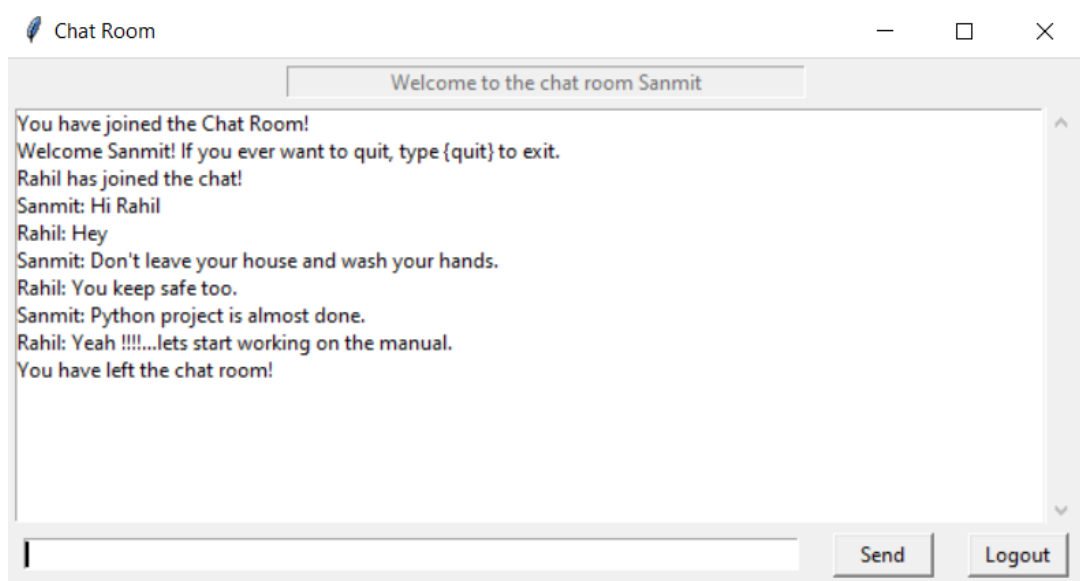 Chat Room
Welcome to the chat room Sanmit
You have joined the Chat Room!
Welcome Sanmit! If you ever want to quit, type {quit} to exit.
Rahil has joined the chat!
Sanmit: Hi Rahil
Rahil: Hey
Sanmit: Don't leave your house and wash your hands.
Rahil: You keep safe too.
Sanmit: Python project is almost done.
Rahil: Yeah !!!!...lets start working on the manual.
You have left the chat room!
Send Logout